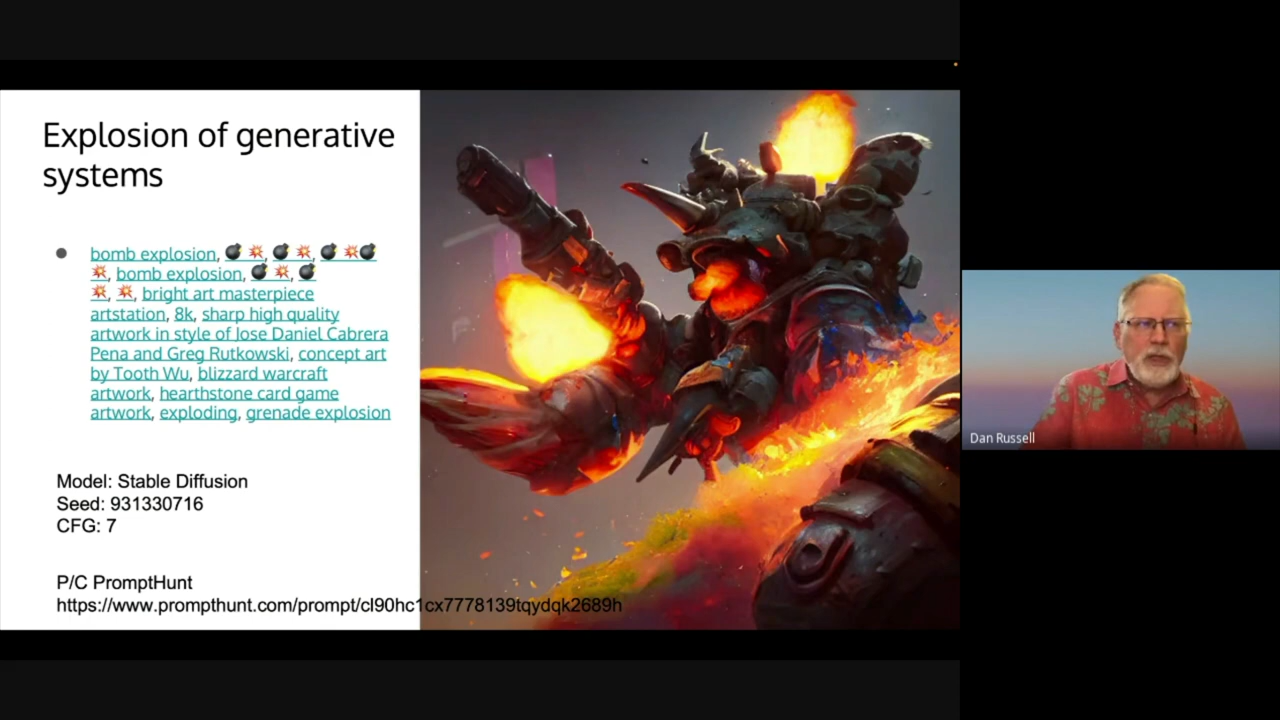 Explosion of generative
systems
● bomb explosion, 💣💥, 💣💥, 💣💥💣
💥, bomb explosion, 💣💥, 💣
💥, 💥, bright art masterpiece
artstation, 8k, sharp high quality
artwork in style of Jose Daniel Cabrera
Pena and Greg Rutkowski, concept art
by Tooth Wu, blizzard warcraft
artwork, hearthstone card game
artwork, exploding, grenade explosion
Model: Stable Diffusion
Seed: 931330716
CFG: 7
P/C PromptHunt
https://www.prompthunt.com/prompt/cl90hc1cx7778139tqydqk2689h
Dan Russell